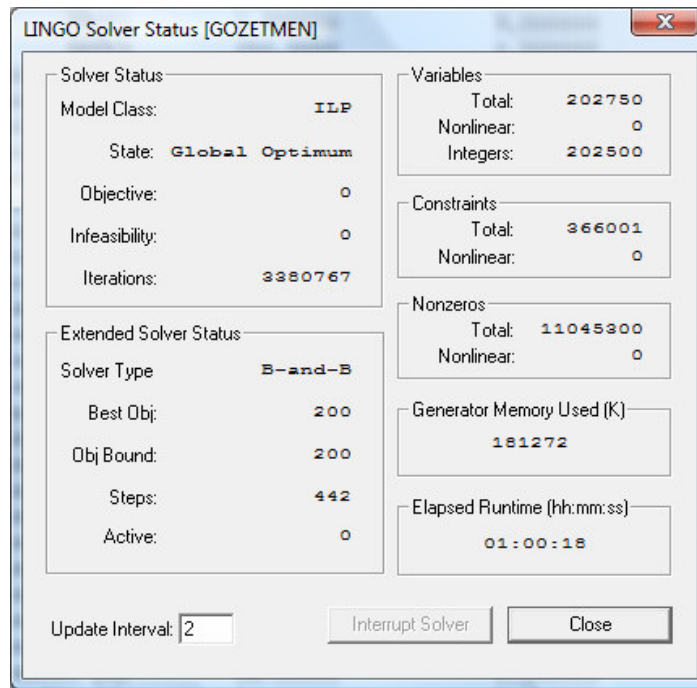 LINGO Solver Status [GOZETMEN]
Solver Status
Model Class: ILP
State: Global Optimum
Objective: 0
Infeasibility: 0
Iterations: 3380767
Extended Solver Status
Solver Type B-and-B
Best Obj: 200
Obj Bound: 200
Steps: 442
Active: 0
Variables
Total: 202750
Nonlinear: 0
Integers: 202500
Constraints
Total: 366001
Nonlinear: 0
Nonzeros
Total: 11045300
Nonlinear: 0
Generator Memory Used (K)
181272
Elapsed Runtime (hh:mm:ss)
01:00:18
Update Interval: 2
Interrupt Solver
Close